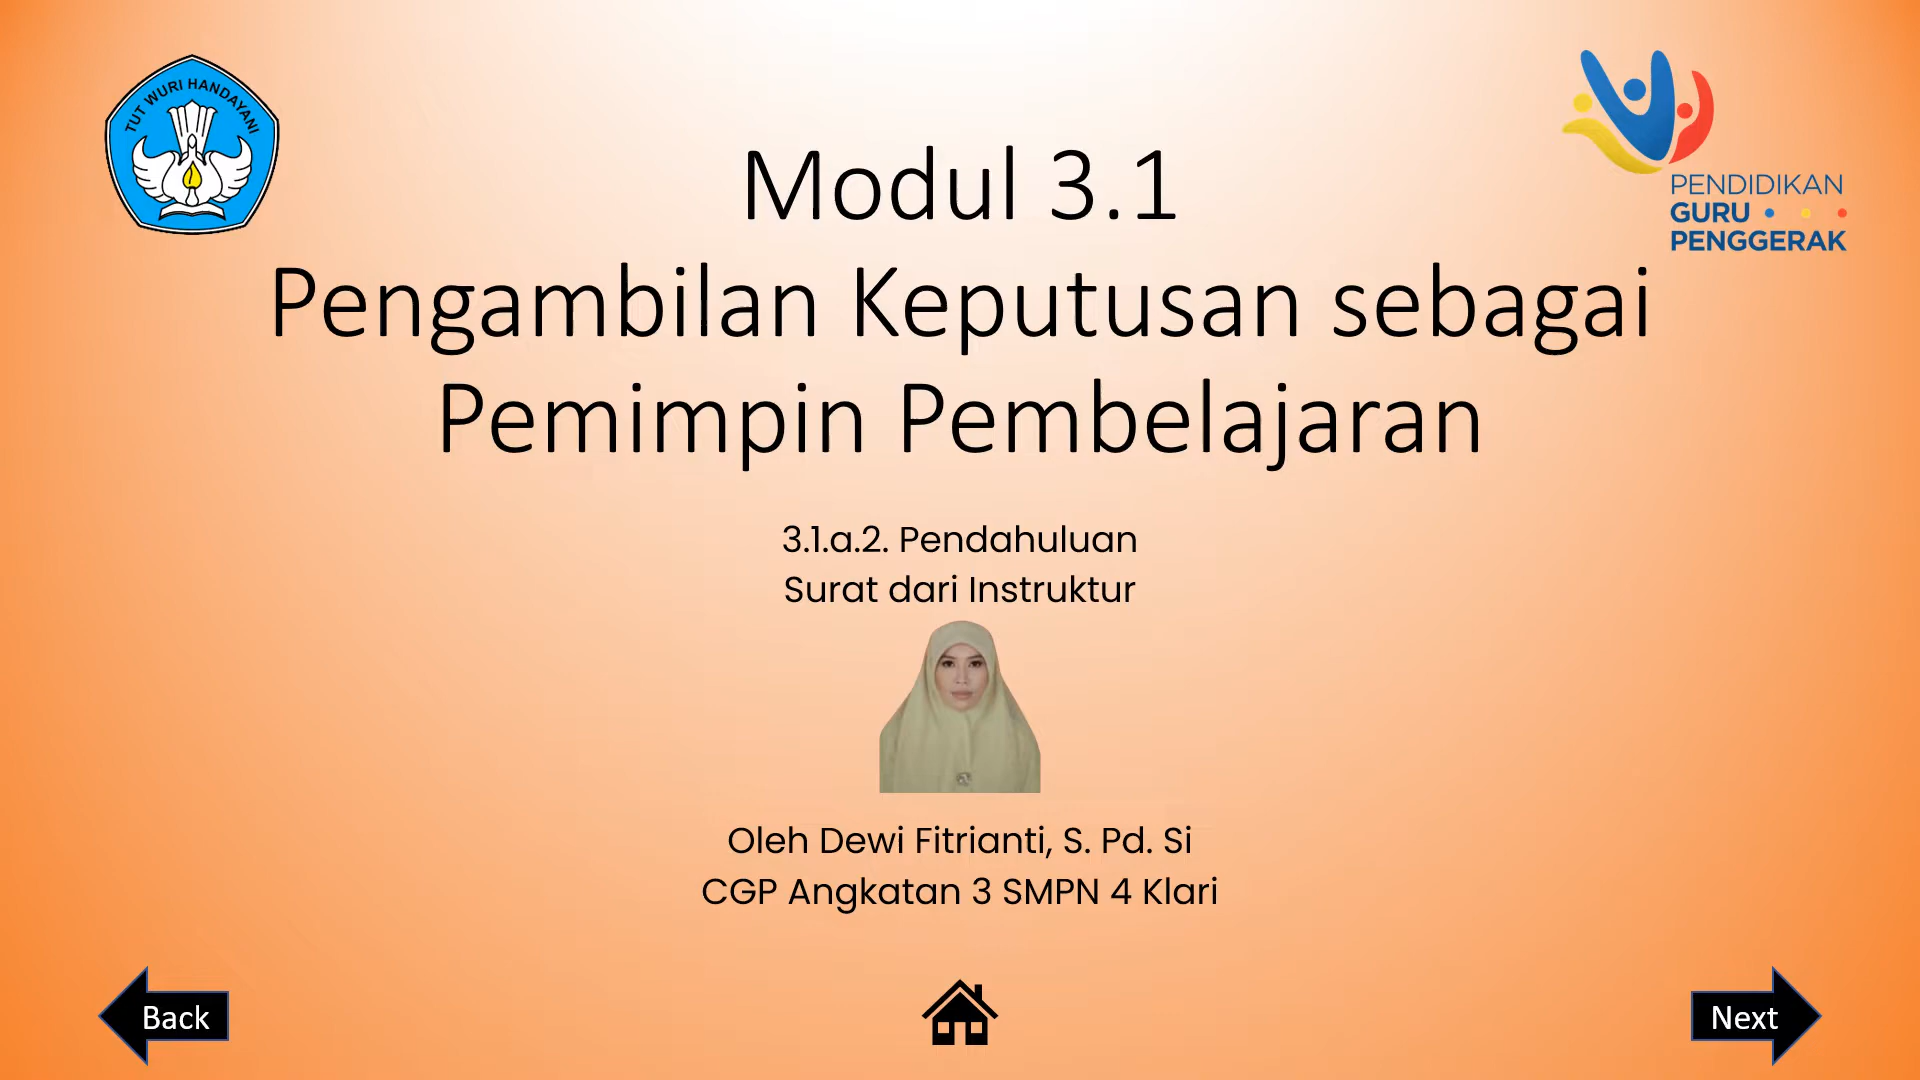 TUT WURI HANDAYANI
PENDIDIKAN
GURU
PENGGERAK
Modul 3.1
Pengambilan Keputusan sebagai
Pemimpin Pembelajaran
3.1.a.2. Pendahuluan
Surat dari Instruktur
Oleh Dewi Fitrianti, S. Pd. Si
CGP Angkatan 3 SMPN 4 Klari
Back
Next